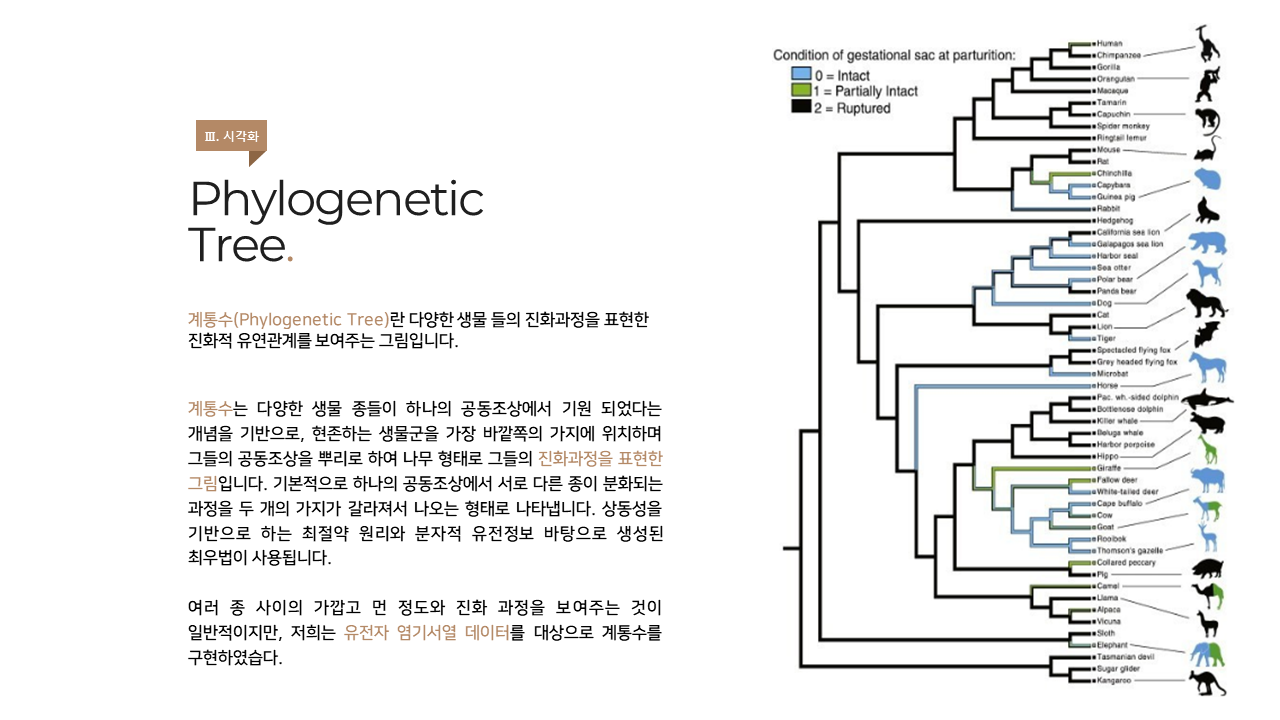 Ⅲ. 시각화
Phylogenetic
Tree.
계통수(Phylogenetic Tree)란 다양한 생물 들의 진화과정을 표현한
진화적 유연관계를 보여주는 그림입니다.
계통수는 다양한 생물 종들이 하나의 공동조상에서 기원 되었다는
개념을 기반으로, 현존하는 생물군을 가장 바깥쪽의 가지에 위치하며
그들의 공동조상을 뿌리로 하여 나무 형태로 그들의 진화과정을 표현한
그림입니다. 기본적으로 하나의 공동조상에서 서로 다른 종이 분화되는
과정을 두 개의 가지가 갈라져서 나오는 형태로 나타냅니다. 상동성을
기반으로 하는 최절약 원리와 분자적 유전정보 바탕으로 생성된
최우법이 사용됩니다.
여러 종 사이의 가깝고 먼 정도와 진화 과정을 보여주는 것이
일반적이지만, 저희는 유전자 염기서열 데이터를 대상으로 계통수를
구현하였습다.
Condition of gestational sac at parturition:
0 = Intact
1 = Partially Intact
2 = Ruptured
Human
Chimpanzee
Gorilla
Orangutan
Macaque
Tamarin
Capuchin
Spider monkey
Ringtail lemur
Mouse
Rat
Chinchilla
Capybara
Guinea pig
Rabbit
Hedgehog
California sea lion
Galapagos sea lion
Harbor seal
Sea otter
Polar bear
Panda bear
Dog
Cat
Lion
Tiger
Spectacled flying fox
Grey headed flying fox
Microbat
Horse
Pac. wh.-sided dolphin
Bottlenose dolphin
Killer whale
Beluga whale
Harbor porpoise
Hippo
Giraffe
Fallow deer
White-tailed deer
Cape buffalo
Cow
Goat
Rooibok
Thomson's gazelle
Collared peccary
Pig
Camel
Llama
Alpaca
Vicuna
Sloth
Elephant
Tasmanian devil
Sugar glider
Kangaroo